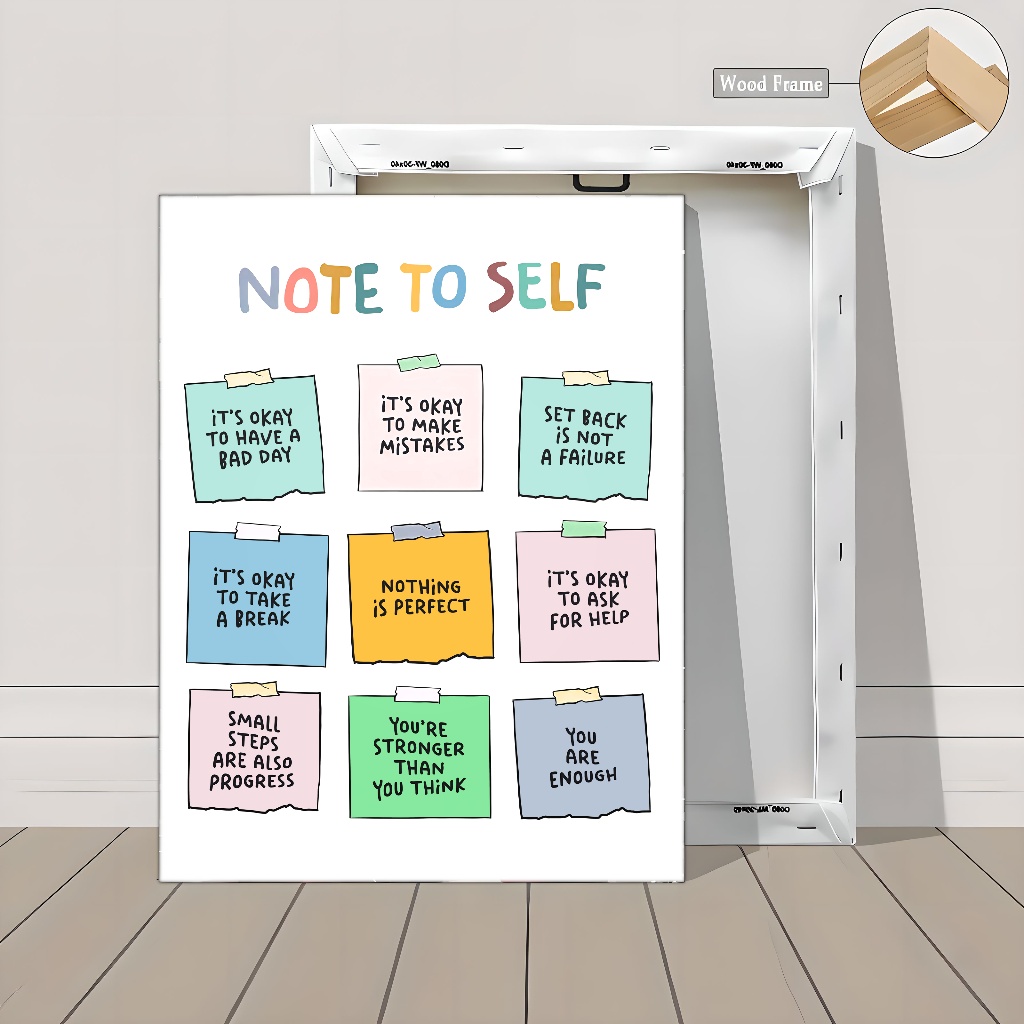 Wood Frame
NOTE TO SELF
iT'S OKAY
TO HAVE A
BAD DAY
iT'S OKAY
TO MAKE
MiSTAKES
SET BACK
iS NOT
A FAiLURE
iT'S OKAY
TO TAKE
A BREAK
NOTHiNG
iS PERFECT
iT'S OKAY
TO ASK
FOR HELP
SMALL
STEPS
ARE ALSO
PROGRESS
YOU'RE
STRONGER
THAN
YOU THiNK
YOU
ARE
ENOUGH